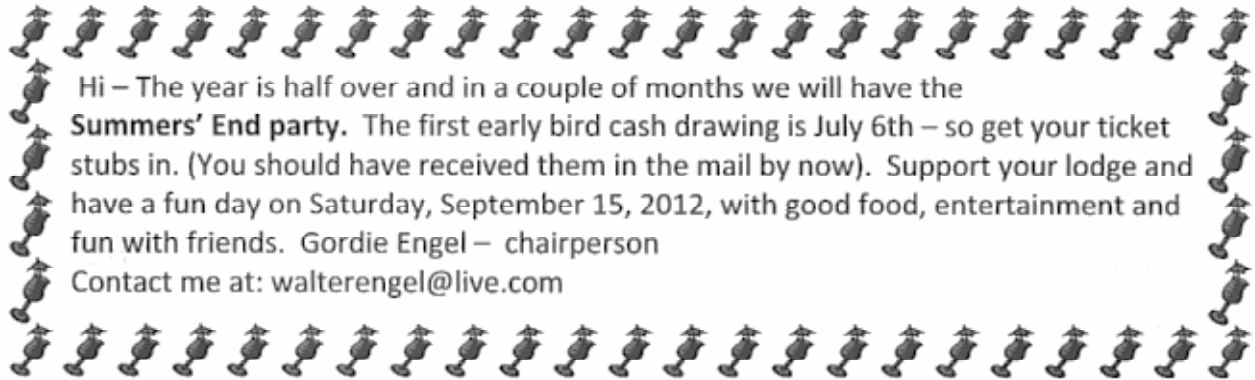 Hi – The year is half over and in a couple of months we will have the
Summers' End party. The first early bird cash drawing is July 6th – so get your ticket
stubs in. (You should have received them in the mail by now). Support your lodge and
have a fun day on Saturday, September 15, 2012, with good food, entertainment and
fun with friends. Gordie Engel – chairperson
Contact me at: walterengel@live.com